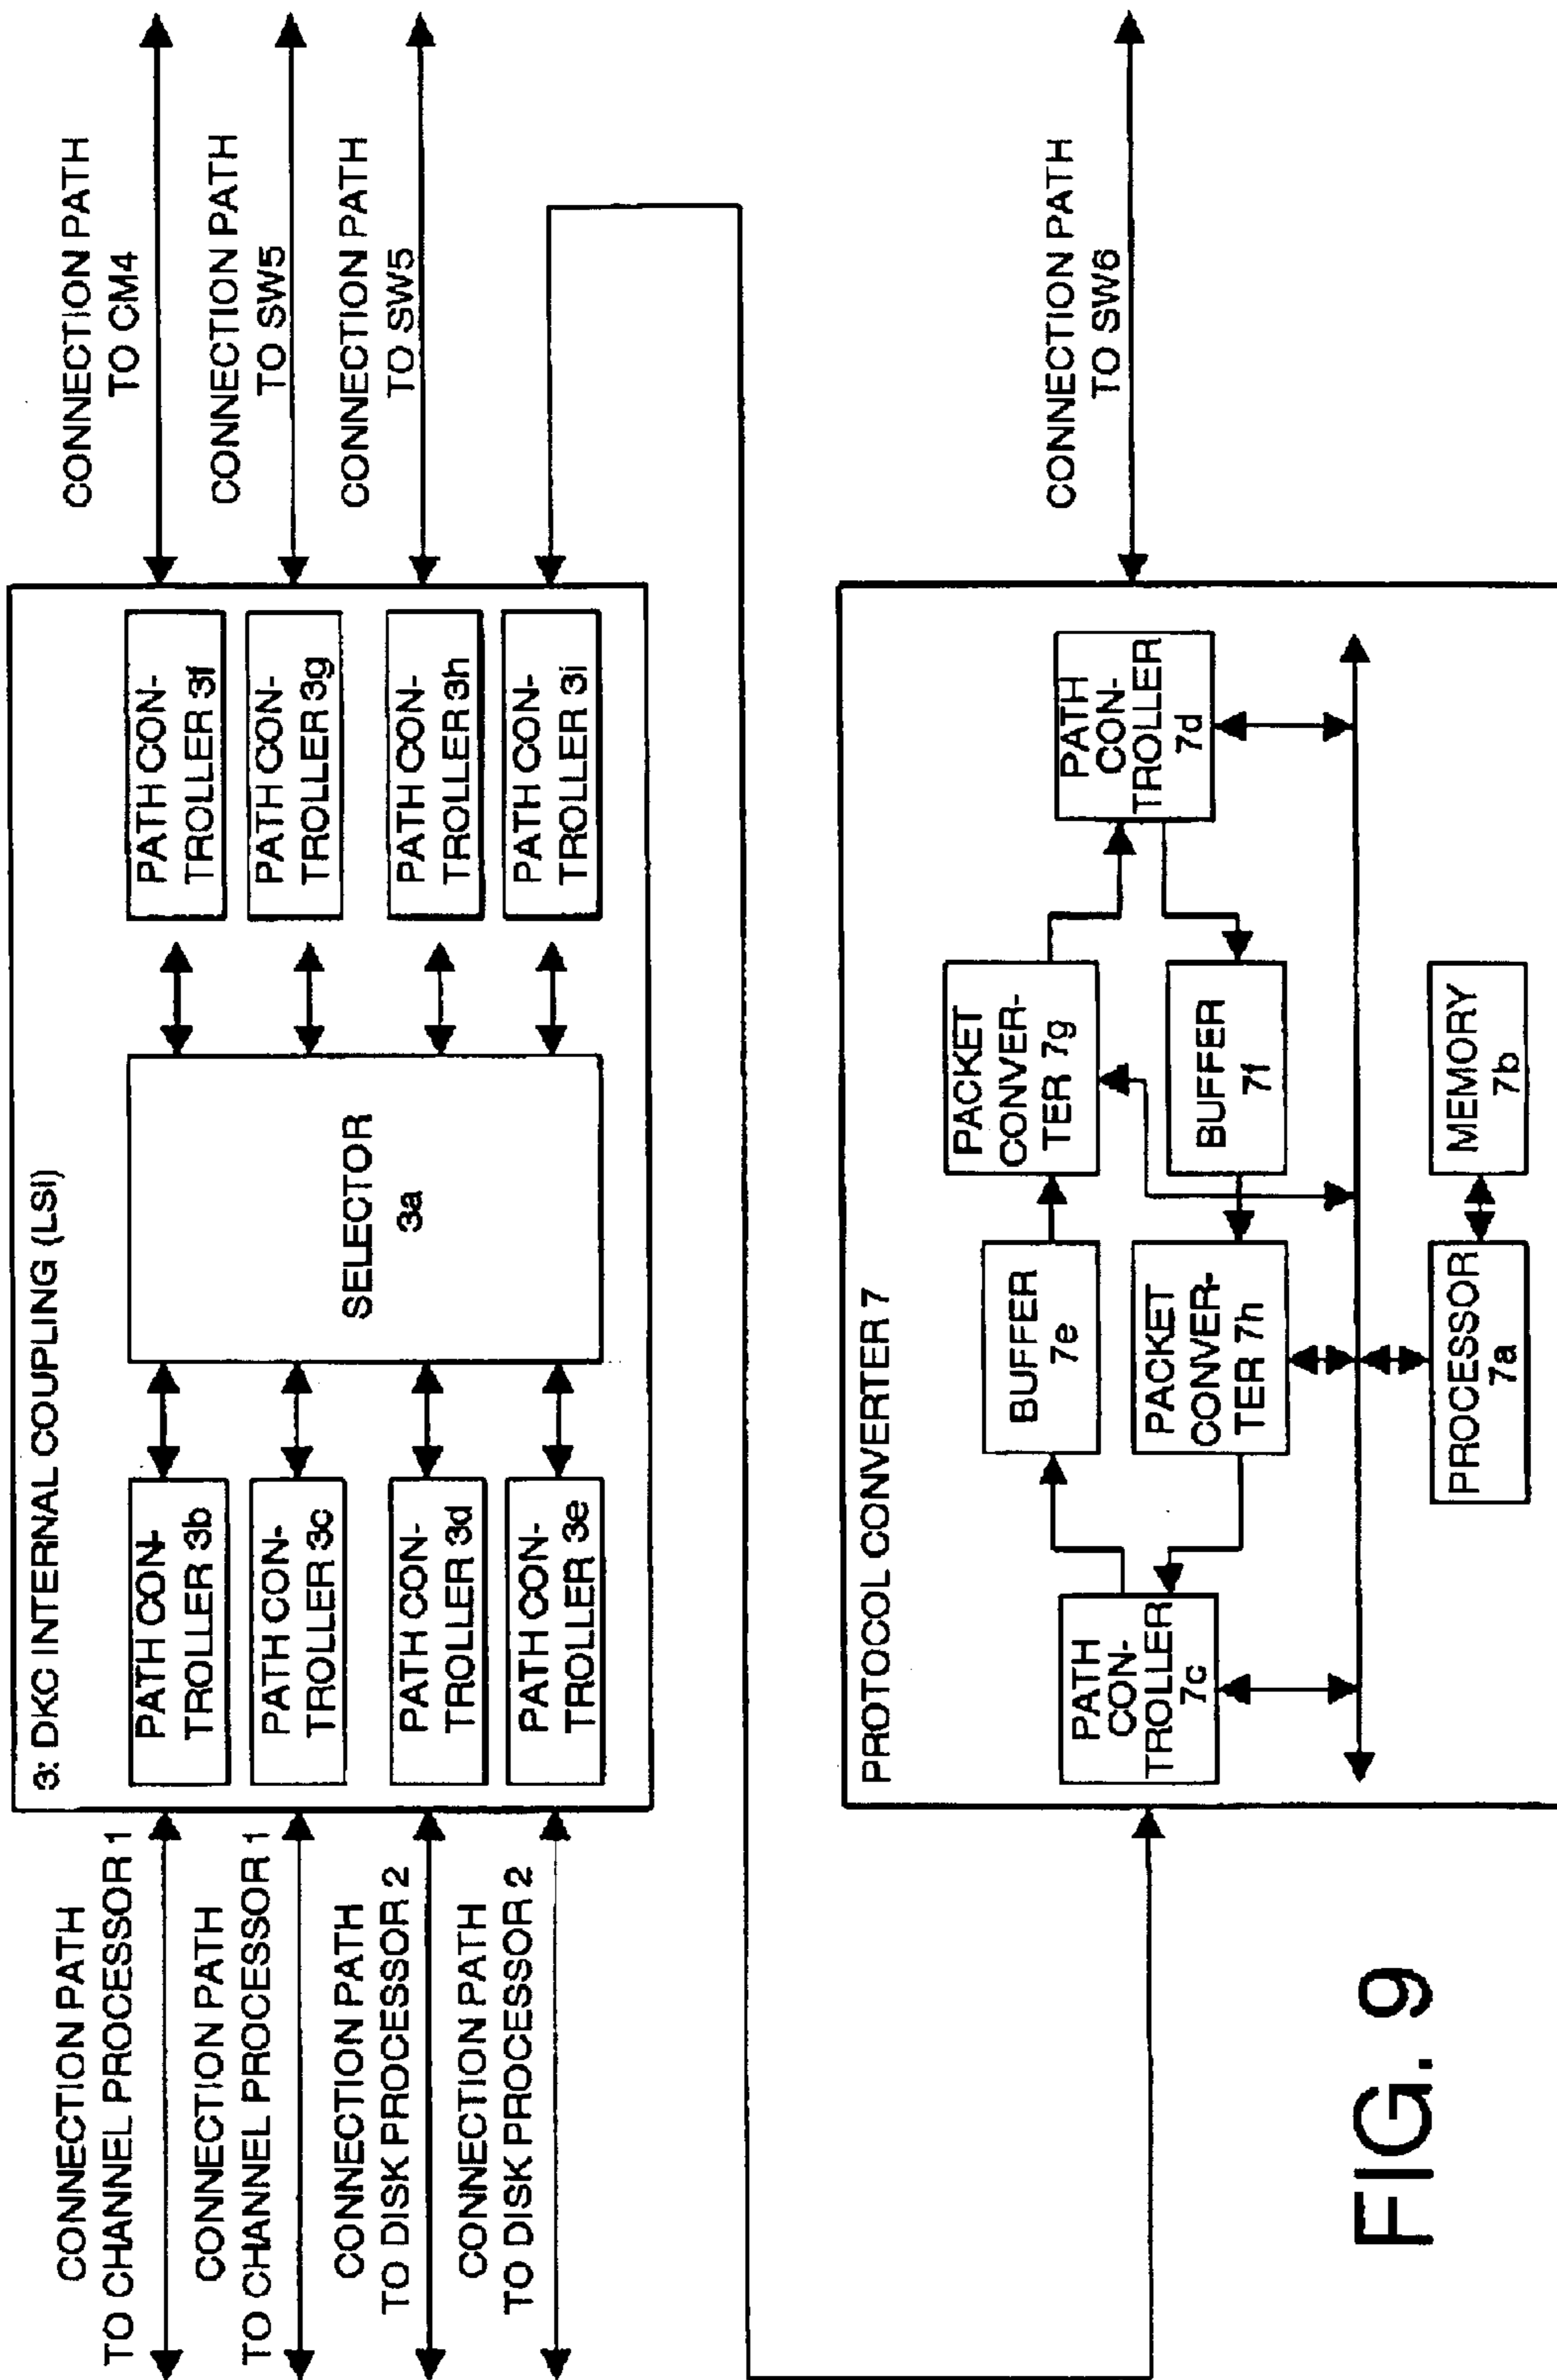 CONNECTION PATH
TO CHANNEL PROCESSOR 1
CONNECTION PATH
TO CHANNEL PROCESSOR 1
CONNECTION PATH
TO DISK PROCESSOR 2
CONNECTION PATH
TO DISK PROCESSOR 2
3: DKC INTERNAL COUPLING (LSI)
PATH CON-
TROLLER 3b
PATH CON-
TROLLER 3c
PATH CON-
TROLLER 3d
PATH CON-
TROLLER 3e
SELECTOR
3a
PATH CON-
TROLLER 3f
PATH CON-
TROLLER 3g
PATH CON-
TROLLER 3h
PATH CON-
TROLLER 3i
CONNECTION PATH
TO CM4
CONNECTION PATH
TO SW5
CONNECTION PATH
TO SW5
PROTOCOL CONVERTER 7
PATH
CON-
TROLLER
7c
BUFFER
7e
PACKET
CONVER-
TER 7g
PACKET
CONVER-
TER 7h
BUFFER
7f
PATH
CON-
TROLLER
7d
PROCESSOR
7a
MEMORY
7b
CONNECTION PATH
TO SW6
FIG. 9